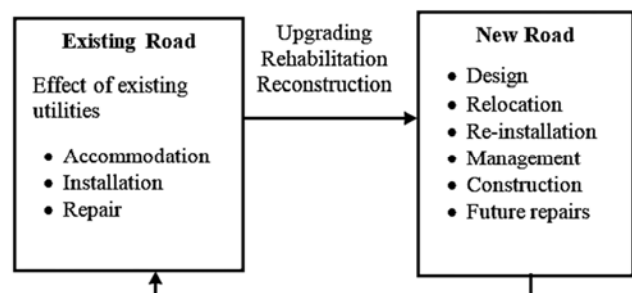 Existing Road
Effect of existing
utilities
• Accommodation
• Installation
• Repair
Upgrading
Rehabilitation
Reconstruction
New Road
• Design
• Relocation
• Re-installation
• Management
• Construction
• Future repairs